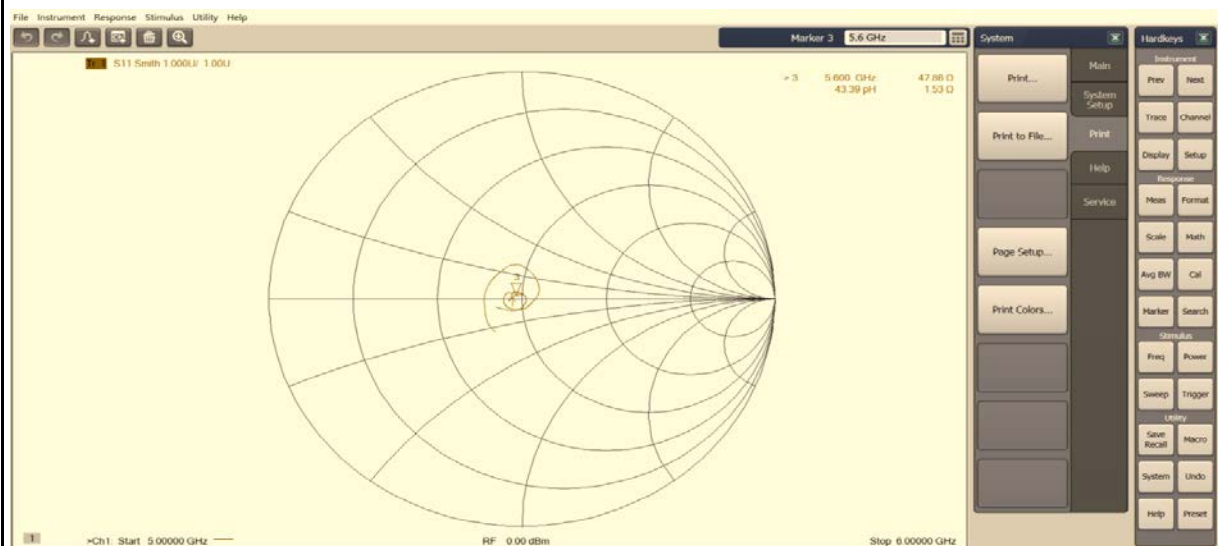 File Instrument Response Stimulus Utility Help
Marker 3 5.6 GHz
Tr 1 S11 Smith 1.000U/ 1.00U
> 3 5.600 GHz 47.86 Ω
43.39 pH 1.53 Ω
3
1 >Ch1: Start 5.00000 GHz RF 0.00 dBm Stop 6.00000 GHz
System
Print...
Print to File...
Page Setup...
Print Colors...
Main
System
Setup
Print
Help
Service
Hardkeys
Instrument
Prev Next
Trace Channel
Display Setup
Response
Meas Format
Scale Math
Avg BW Cal
Marker Search
Stimulus
Freq Power
Sweep Trigger
Utility
Save
Recall Macro
System Undo
Help Preset